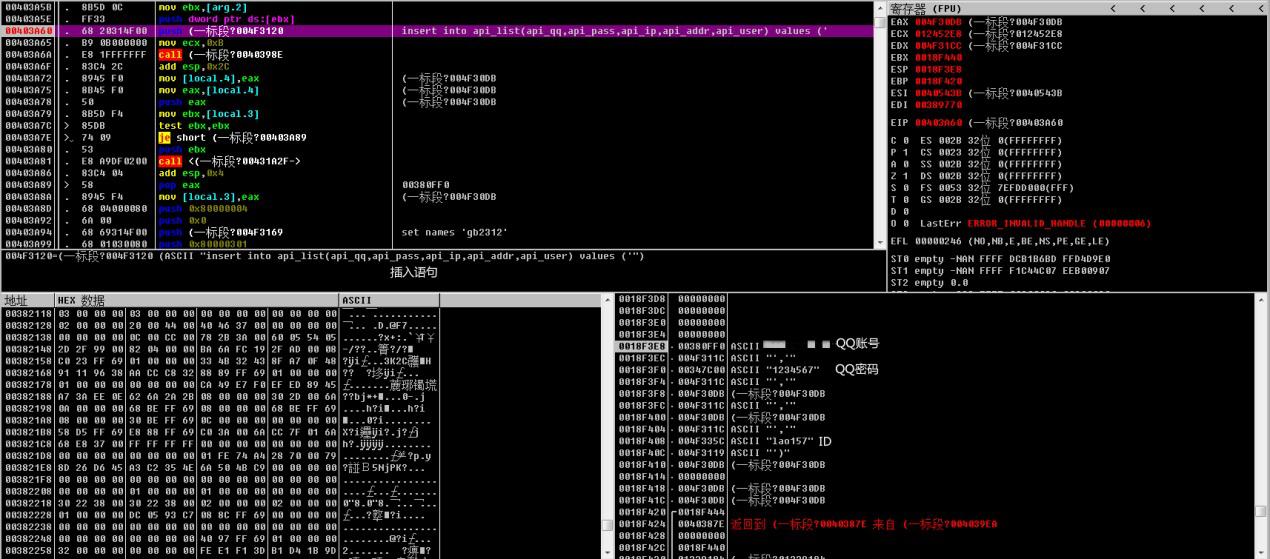 00403A5B . 8B5D 0C mov ebx,[arg.2]
00403A5E . FF33 push dword ptr ds:[ebx]
00403A60 . 68 20314F00 push (一标段?004F3120 insert into api_list(api_qq,api_pass,api_ip,api_addr,api_user) values ('
00403A65 . B9 0B000000 mov ecx,0xB
00403A6A . E8 1FFFFFFF call (一标段?0040398E
00403A6F . 83C4 2C add esp,0x2C
00403A72 . 8945 F0 mov [local.4],eax (一标段?004F30DB
00403A75 . 8B45 F0 mov eax,[local.4] (一标段?004F30DB
00403A78 . 50 push eax (一标段?004F30DB
00403A79 . 8B5D F4 mov ebx,[local.3]
00403A7C > 85DB test ebx,ebx
00403A7E >. 74 09 je short (一标段?00403A89
00403A80 . 53 push ebx
00403A81 . E8 A9DF0200 call <(一标段?00431A2F->
00403A86 . 83C4 04 add esp,0x4
00403A89 > 58 pop eax 00380FF0
00403A8A . 8945 F4 mov [local.3],eax (一标段?004F30DB
00403A8D . 68 04000080 push 0x80000004
00403A92 . 6A 00 push 0x0
00403A94 . 68 69314F00 push (一标段?004F3169 set names 'gb2312'
00403A99 . 68 01030080 push 0x80000301
004F3120=(一标段?004F3120 (ASCII "insert into api_list(api_qq,api_pass,api_ip,api_addr,api_user) values ('")
插入语句
寄存器 (FPU) < < < < < <
EAX 004F30DB (一标段?004F30DB
ECX 012452E8 (一标段?012452E8
EDX 004F31CC (一标段?004F31CC
EBX 0018F440
ESP 0018F3E8
EBP 0018F420
ESI 0040543B (一标段?0040543B
EDI 00389770
EIP 00403A60 (一标段?00403A60
C 0 ES 002B 32位 0(FFFFFFFF)
P 1 CS 0023 32位 0(FFFFFFFF)
A 0 SS 002B 32位 0(FFFFFFFF)
Z 1 DS 002B 32位 0(FFFFFFFF)
S 0 FS 0053 32位 7EFDD000(FFF)
T 0 GS 002B 32位 0(FFFFFFFF)
D 0
O 0 LastErr ERROR_INVALID_HANDLE (00000006)
EFL 00000246 (NO,NB,E,BE,NS,PE,GE,LE)
ST0 empty -NAN FFFF DCB1B6BD FFD4D9E0
ST1 empty -NAN FFFF F1C44C07 EEB00907
ST2 empty 0.0
地址 HEX 数据 ASCII
00382118 03 00 00 00 03 00 00 00 00 00 00 00 00 00 00 00
00382128 02 00 00 00 20 00 44 00 40 46 37 00 00 00 00 00
00382138 00 00 00 00 0C 00 CC 00 78 2B 3A 00 60 05 54 05
00382148 2D 2F 99 00 82 04 00 00 BA 6A FC 19 2F AD 00 08
00382158 C0 23 FF 69 01 00 00 00 33 4B 32 43 8F A7 0F 48
00382168 91 11 96 38 AA CC C8 32 88 89 FF 69 01 00 00 00
00382178 01 00 00 00 00 00 00 00 CA 49 E7 F0 EF ED 89 45
00382188 A7 3A EE 0E 62 6A 2A 2B 08 00 00 00 30 2D 00 6A
00382198 0A 00 00 00 68 BE FF 69 08 00 00 00 68 BE FF 69
003821A8 08 00 00 00 30 BE FF 69 0C 00 00 00 00 00 00 00
003821B8 58 D5 FF 69 E8 88 FF 69 C0 3A 00 6A CC 7F 01 6A
003821C8 68 E8 37 00 FF FF FF FF 00 00 00 00 00 00 00 00
003821D8 00 00 00 00 00 00 00 00 01 FE 74 A4 28 70 00 79
003821E8 8D 26 D6 45 A3 C2 35 4E 6A 50 4B C9 00 00 00 00
003821F8 00 00 00 00 00 00 00 00 00 00 00 00 00 00 00 00
00382208 00 00 00 00 01 00 00 00 01 00 00 00 00 00 00 00
00382218 30 22 38 00 30 22 38 00 02 00 00 00 02 00 00 00
00382228 01 00 00 00 DC 05 93 C7 08 8C FF 69 00 00 00 00
00382238 00 00 00 00 00 00 00 00 00 00 00 00 00 00 00 00
00382248 00 00 00 00 00 00 00 00 40 97 FF 69 01 00 00 00
00382258 32 00 00 00 00 00 00 00 FE E1 F1 3D B1 D4 1B 9D
0018F3D8 00000000
0018F3DC 00000000
0018F3E0 00000000
0018F3E4 00000000
0018F3E8 00380FF0 ASCII QQ账号
0018F3EC 004F311C ASCII "','"
0018F3F0 00347C00 ASCII "1234567" QQ密码
0018F3F4 004F311C ASCII "','"
0018F3F8 004F30DB (一标段?004F30DB
0018F3FC 004F311C ASCII "','"
0018F400 004F30DB (一标段?004F30DB
0018F404 004F311C ASCII "','"
0018F408 004F335C ASCII "lao157" ID
0018F40C 004F3119 ASCII "')"
0018F410 004F30DB (一标段?004F30DB
0018F414 00000000
0018F418 004F30DB (一标段?004F30DB
0018F41C 004F30DB (一标段?004F30DB
0018F420 0018F444
0018F424 0040387E 返回到 (一标段?0040387E 来自 (一标段?004039EA
0018F428 00000000
0018F42C 0018F440